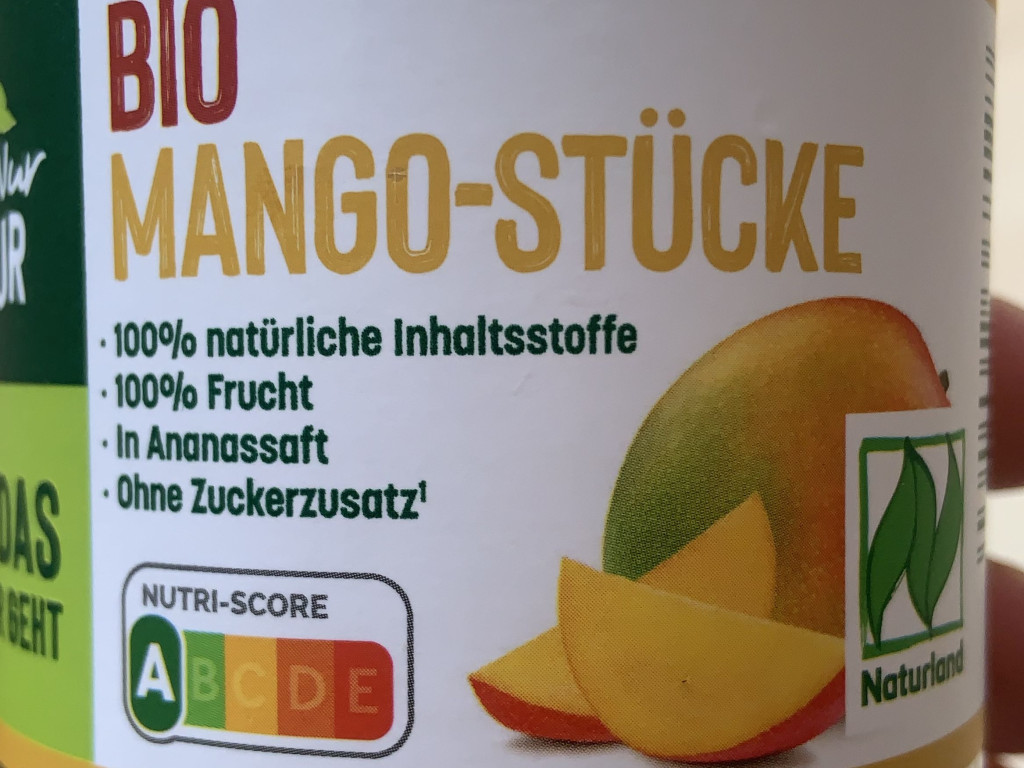 BIO
MANGO-STÜCKE
· 100% natürliche Inhaltsstoffe
· 100% Frucht
· In Ananassaft
· Ohne Zuckerzusatz¹
DAS
GEHT
NUTRI-SCORE
A B C D E
Naturland